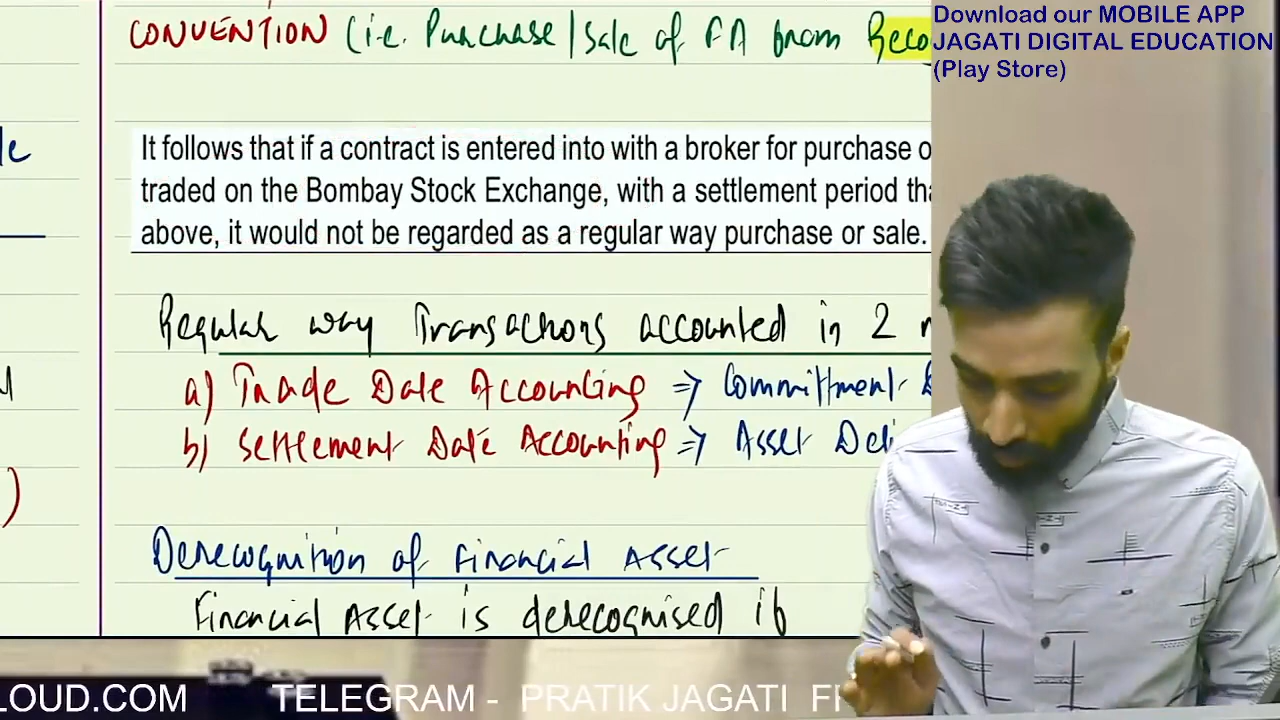 CONVENTION (i.e. Purchase/Sale of FA from Reco
Download our MOBILE APP
JAGATI DIGITAL EDUCATION
(Play Store)
It follows that if a contract is entered into with a broker for purchase o
traded on the Bombay Stock Exchange, with a settlement period tha
above, it would not be regarded as a regular way purchase or sale.
Regular way Transactions accounted in 2
a) Trade Date Accounting => Committment
b) Settlement Date Accounting => Asset Deli
)
Derecognition of Financial Asset
Financial Asset is derecognised if
LOUD.COM TELEGRAM - PRATIK JAGATI FR